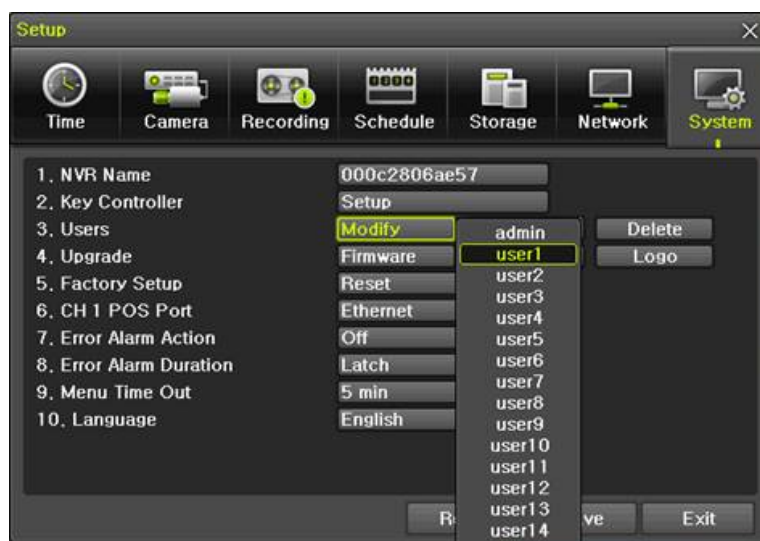 Setup
Time Camera Recording Schedule Storage Network System
1. NVR Name 000c2806ae57
2. Key Controller Setup
3. Users Modify Delete
4. Upgrade Firmware Logo
5. Factory Setup Reset
6. CH 1 POS Port Ethernet
7. Error Alarm Action Off
8. Error Alarm Duration Latch
9. Menu Time Out 5 min
10. Language English
admin
user1
user2
user3
user4
user5
user6
user7
user8
user9
user10
user11
user12
user13
user14
Exit